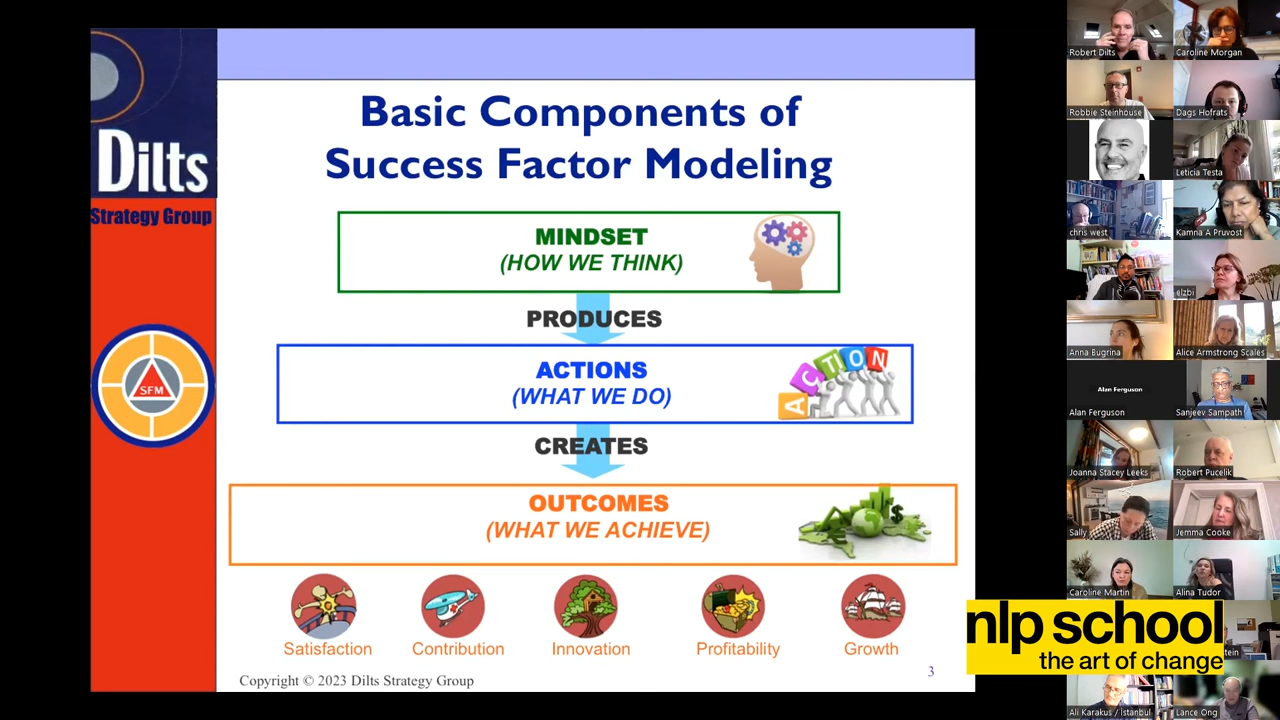 Dilts
Strategy Group
SFM
Basic Components of
Success Factor Modeling
MINDSET
(HOW WE THINK)
PRODUCES
ACTIONS
(WHAT WE DO)
ACTION
CREATES
OUTCOMES
(WHAT WE ACHIEVE)
$
Satisfaction
Contribution
Innovation
Profitability
Growth
Copyright © 2023 Dilts Strategy Group
3
Robert Dilts
Caroline Morgan
Robbie Steinhouse
Dags Hofrats
Leticia Testa
chris west
Kamna A Pruvost
elzbi
Anna Bugrina
Alice Armstrong Scales
Alan Ferguson
Alan Ferguson
Sanjeev Sampath
Joanna Stacey Leeks
Robert Pucelik
Sally
Jemma Cooke
Caroline Martin
Alina Tudor
nlp school
the art of change
Ali Karakus / İstanbul
Lance Ong